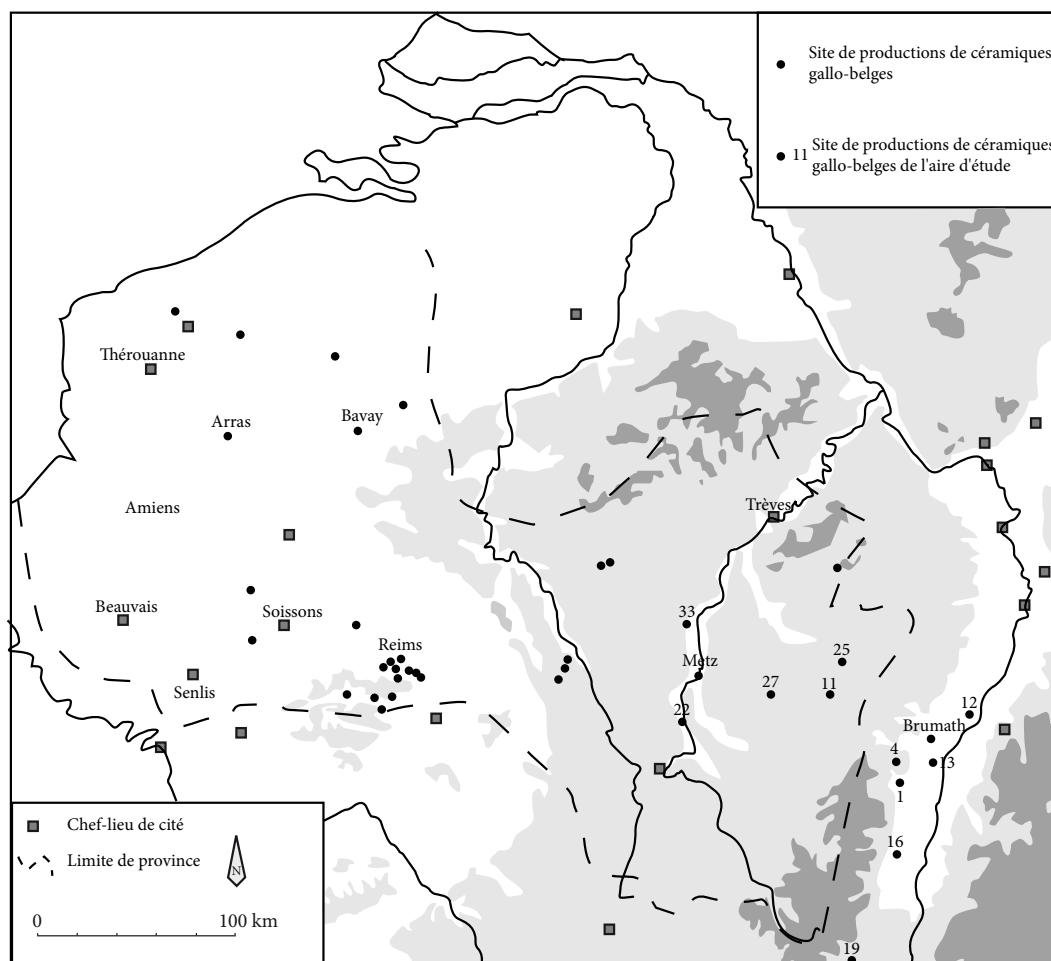 Site de productions de céramiques
gallo-belges
11 Site de productions de céramiques
gallo-belges de l'aire d'étude
Thérouanne
Arras
Bavay
Amiens
Trèves
Beauvais
Soissons
33
Reims
Metz
25
Senlis
27
11
22
12
Brumath
4
13
1
16
19
Chef-lieu de cité
Limite de province
N
0 100 km